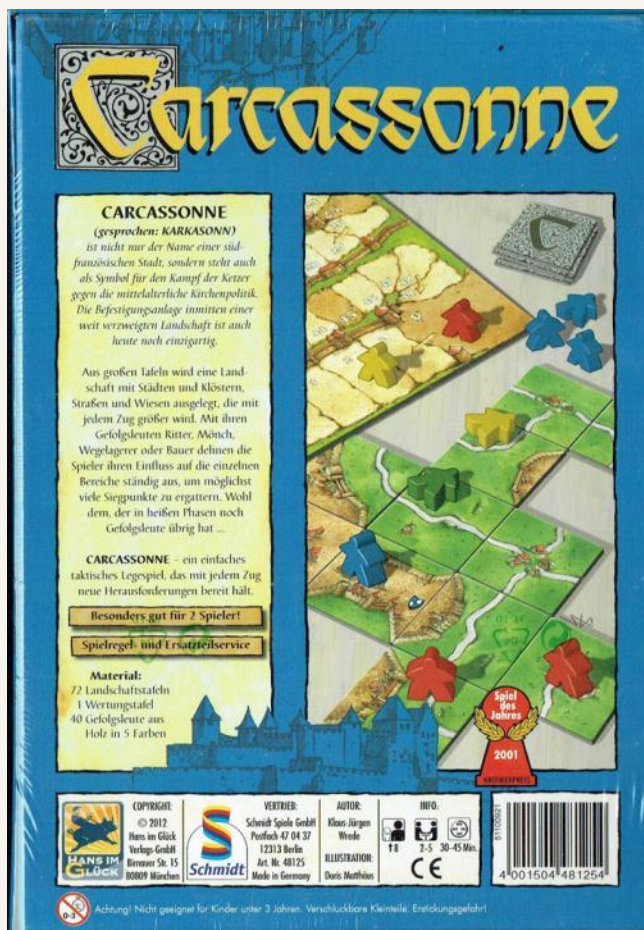 Carcassonne
CARCASSONNE
(gesprochen: KARKASONN)
ist nicht nur der Name einer süd-
französischen Stadt, sondern steht auch
als Symbol für den Kampf der Ketzer
gegen die mittelalterliche Kirchenpolitik.
Die Befestigungsanlage inmitten einer
weit verzweigten Landschaft ist auch
heute noch einzigartig.
Aus großen Tafeln wird eine Land-
schaft mit Städten und Klöstern,
Straßen und Wiesen ausgelegt, die mit
jedem Zug größer wird. Mit ihren
Gefolgsleuten Ritter, Mönch,
Wegelagerer oder Bauer dehnen die
Spieler ihren Einfluss auf die einzelnen
Bereiche ständig aus, um möglichst
viele Siegpunkte zu ergattern. Wohl
dem, der in heißen Phasen noch
Gefolgsleute übrig hat ...
CARCASSONNE – ein einfaches
taktisches Legespiel, das mit jedem Zug
neue Herausforderungen bereit hält.
Besonders gut für 2 Spieler!
Spielregel- und Ersatzteilservice
Material:
72 Landschaftstafeln
1 Wertungstafel
40 Gefolgsleute aus
Holz in 5 Farben
C
Spiel
des
Jahres
2001
KRITIKERPREIS
HANS IM
GLÜCK
COPYRIGHT:
© 2012
Hans im Glück
Verlags-GmbH
Birnauer Str. 15
80809 München
S
Schmidt
VERTRIEB:
Schmidt Spiele GmbH
Postfach 47 04 37
12313 Berlin
Art. Nr. 48125
Made in Germany
AUTOR:
Klaus-Jürgen
Wrede
ILLUSTRATION:
Doris Matthäus
INFO:
↑8
2-5
30-45 Min.
CE
51100921
4 001504 481254
0-3
Achtung! Nicht geeignet für Kinder unter 3 Jahren. Verschluckbare Kleinteile. Erstickungsgefahr!